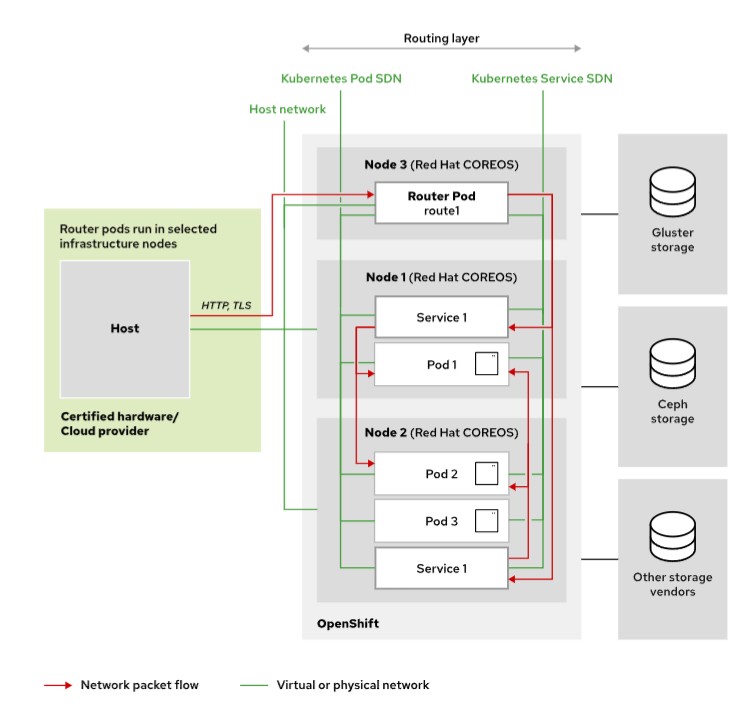 Routing layer
Kubernetes Pod SDN
Kubernetes Service SDN
Host network
Node 3 (Red Hat COREOS)
Router Pod
route1
Router pods run in selected
infrastructure nodes
HTTP, TLS
Host
Certified hardware/
Cloud provider
Node 1 (Red Hat COREOS)
Service 1
Pod 1
Node 2 (Red Hat COREOS)
Pod 2
Pod 3
Service 1
OpenShift
Gluster
storage
Ceph
storage
Other storage
vendors
Network packet flow
Virtual or physical network